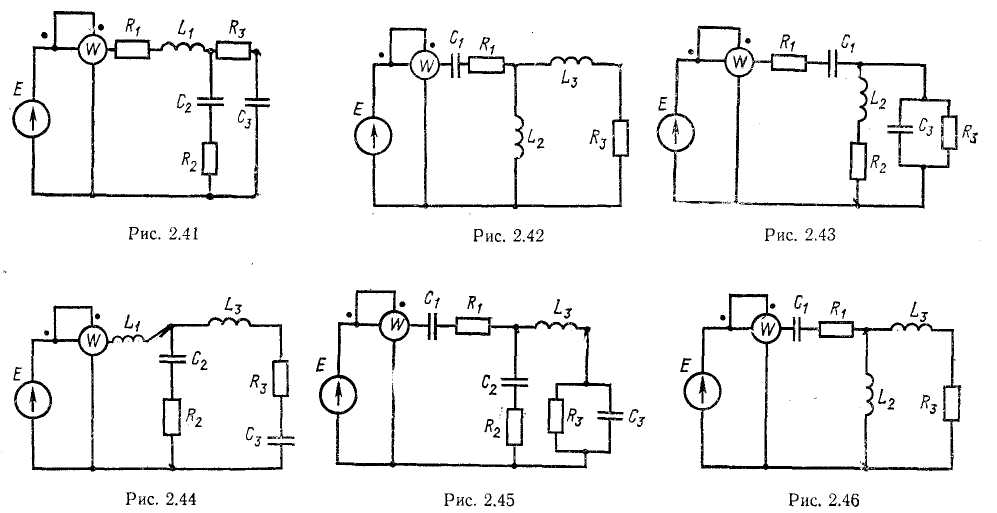 R₁ L₁ R₃
W
E
C₂ C₃
R₂
Рис. 2.41
C₁ R₁
W L₃
E
L₂ R₃
Рис. 2.42
R₁ C₁
W
L₂
E C₃ R₃
R₂
Рис. 2.43
L₃
W L₁
C₂
E R₃
R₂
C₃
Рис. 2.44
C₁ R₁ L₃
W
E C₂
R₂ R₃ C₃
Рис. 2.45
C₁ R₁ L₃
W
E
L₂ R₃
Рис. 2.46